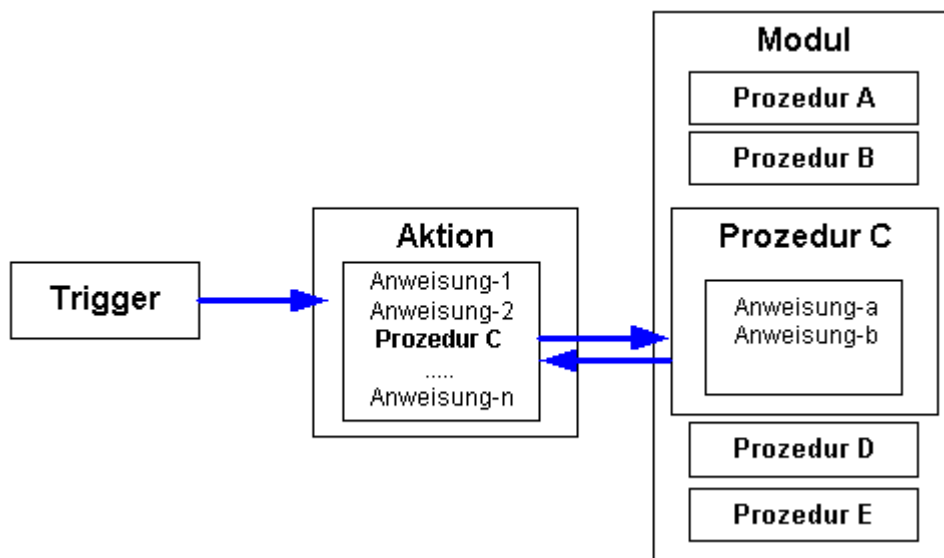 Trigger
Aktion
Anweisung-1
Anweisung-2
Prozedur C
.....
Anweisung-n
Modul
Prozedur A
Prozedur B
Prozedur C
Anweisung-a
Anweisung-b
Prozedur D
Prozedur E